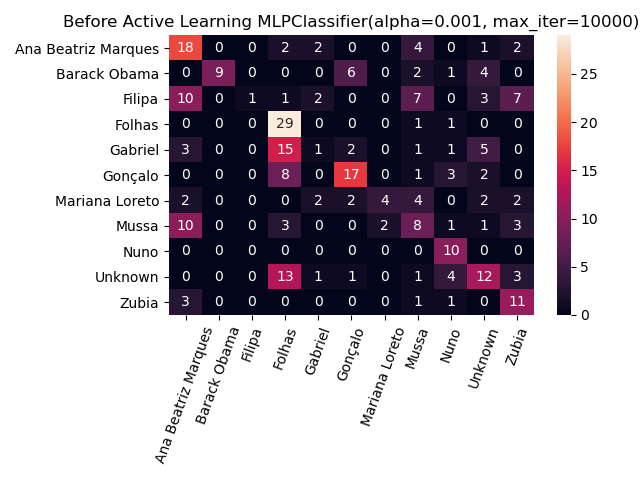 Before Active Learning MLPClassifier(alpha=0.001, max_iter=10000)
Ana Beatriz Marques 18 0 0 2 2 0 0 4 0 1 2
Barack Obama 0 9 0 0 0 6 0 2 1 4 0
Filipa 10 0 1 1 2 0 0 7 0 3 7
Folhas 0 0 0 29 0 0 0 1 1 0 0
Gabriel 3 0 0 15 1 2 0 1 1 5 0
Gonçalo 0 0 0 8 0 17 0 1 3 2 0
Mariana Loreto 2 0 0 0 2 2 4 4 0 2 2
Mussa 10 0 0 3 0 0 2 8 1 1 3
Nuno 0 0 0 0 0 0 0 0 10 0 0
Unknown 0 0 0 13 1 1 0 1 4 12 3
Zubia 3 0 0 0 0 0 0 1 1 0 11
Ana Beatriz Marques
Barack Obama
Filipa
Folhas
Gabriel
Gonçalo
Mariana Loreto
Mussa
Nuno
Unknown
Zubia
25
20
15
10
5
0